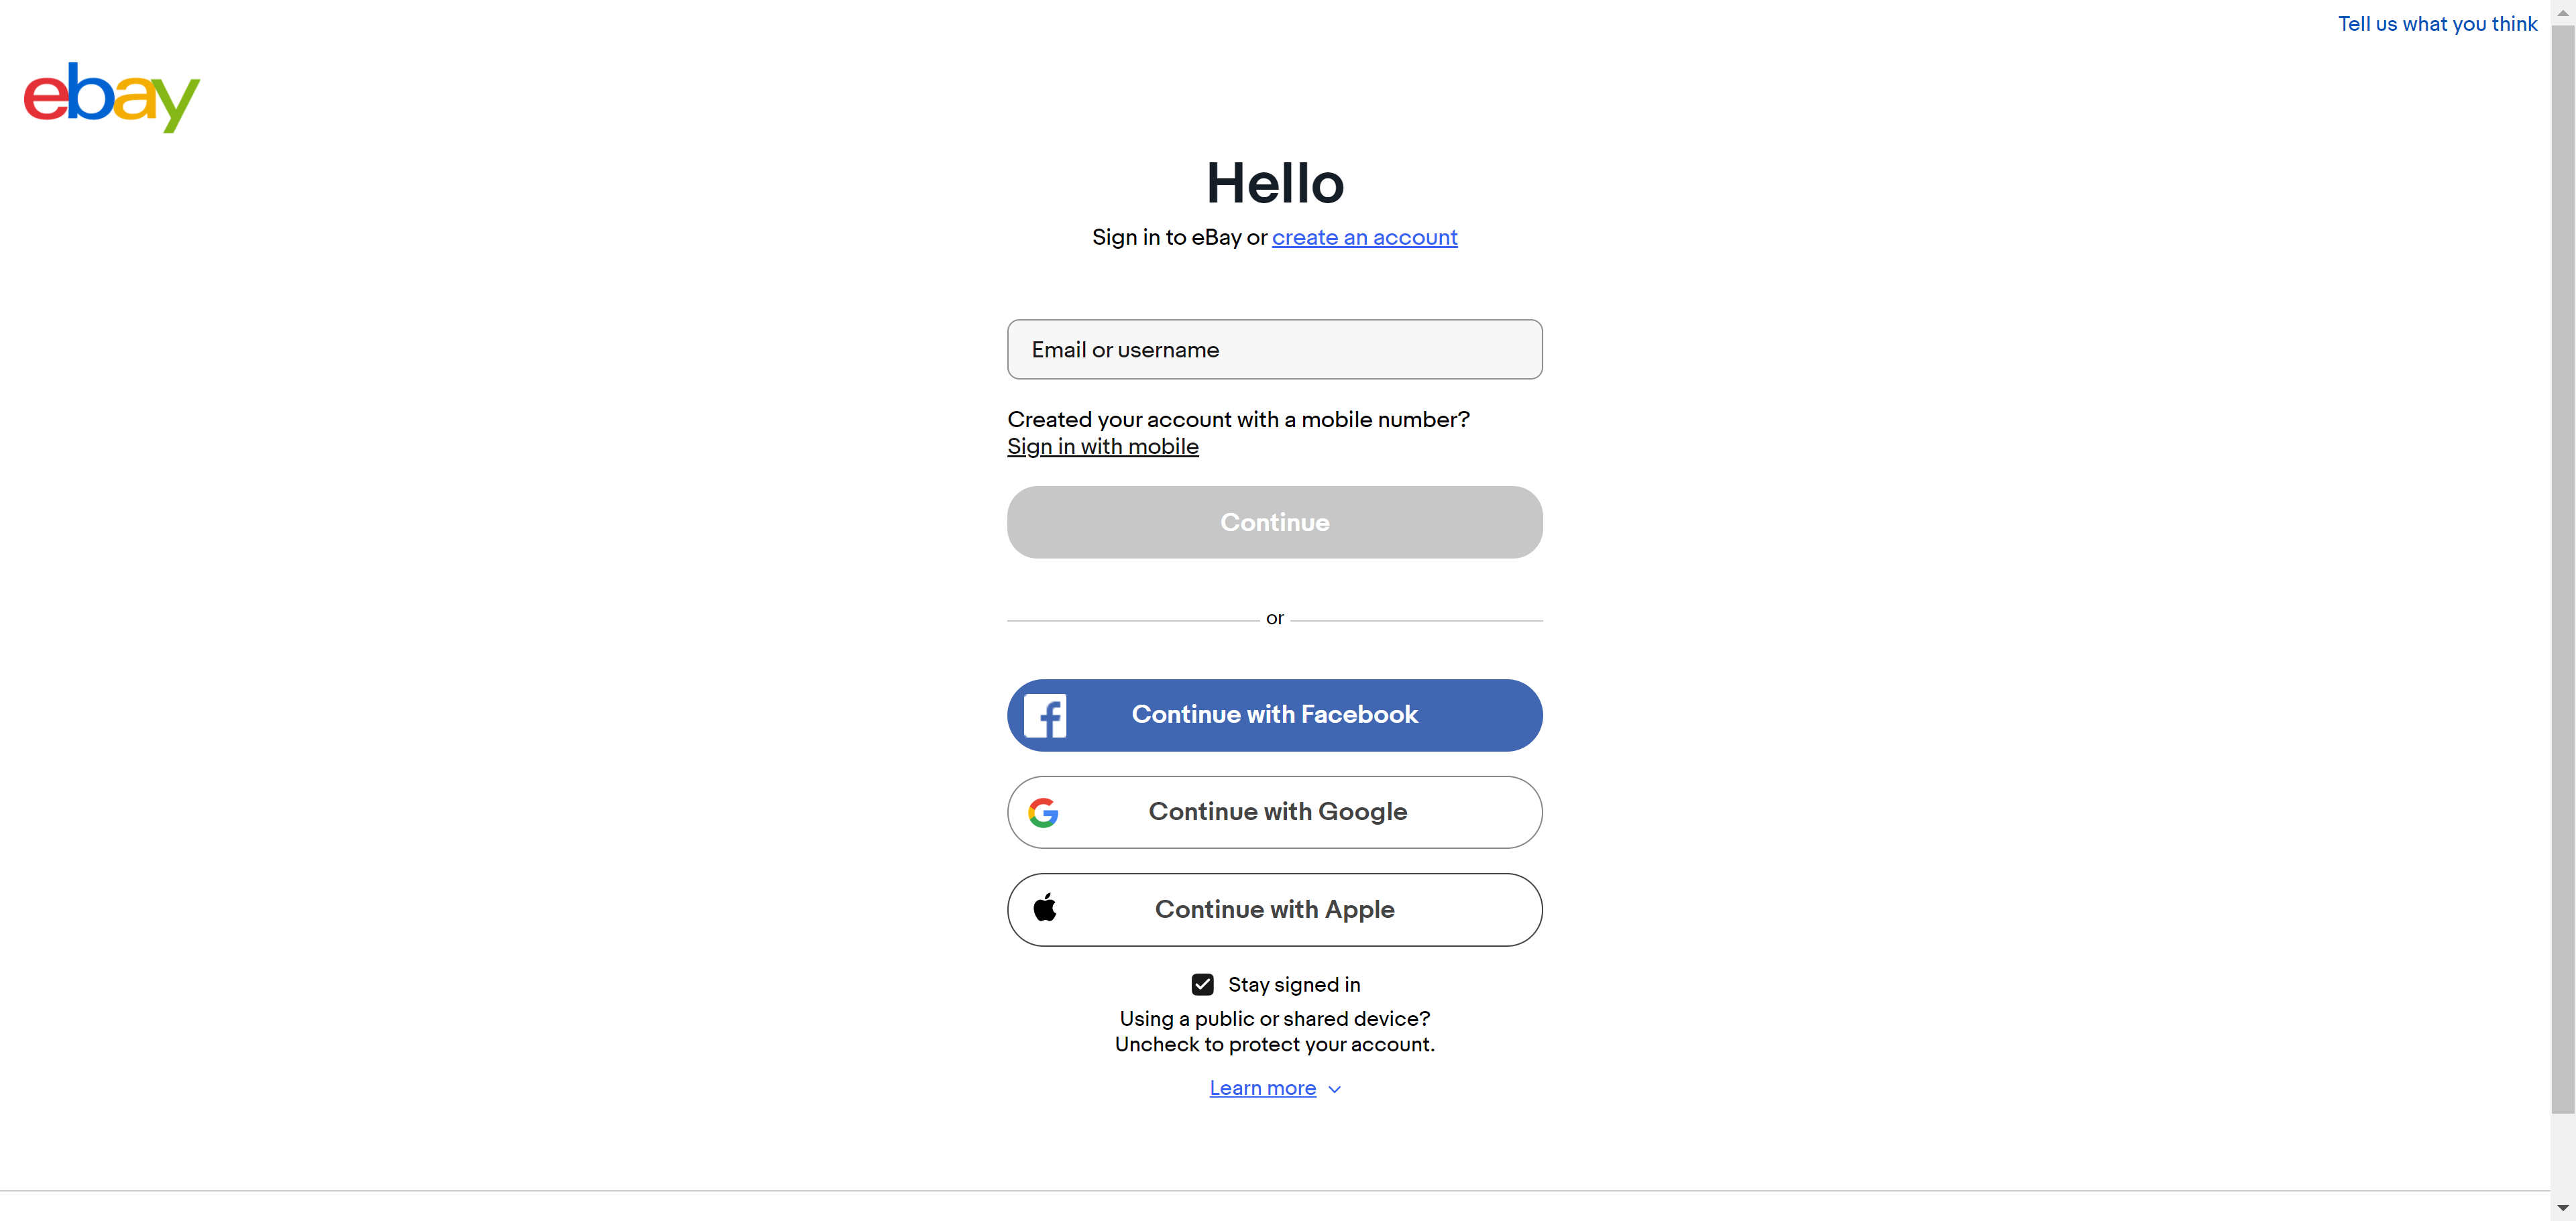 Tell us what you think
ebay
Hello
Sign in to eBay or create an account
Email or username
Created your account with a mobile number?
Sign in with mobile
Continue
or
Continue with Facebook
Continue with Google
Continue with Apple
Stay signed in
Using a public or shared device?
Uncheck to protect your account.
Learn more